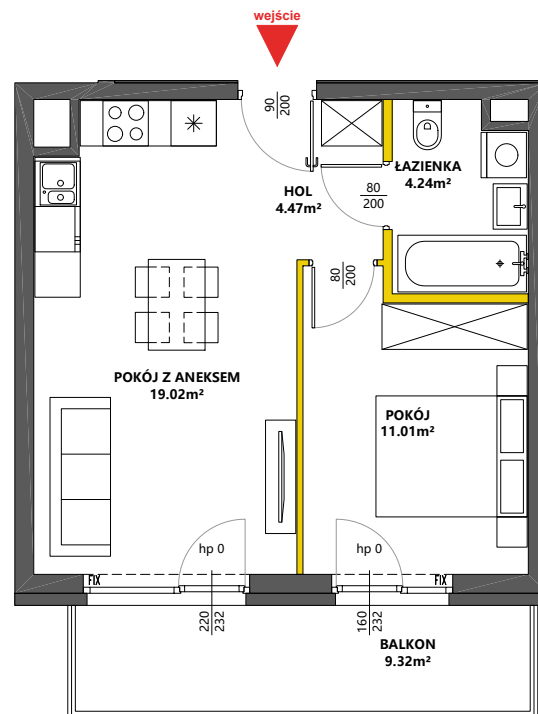 wejście
90
200
HOL
4.47m²
80
200
ŁAZIENKA
4.24m²
80
200
POKÓJ Z ANEKSEM
19.02m²
POKÓJ
11.01m²
hp 0
hp 0
FIX
FIX
220
232
160
232
BALKON
9.32m²